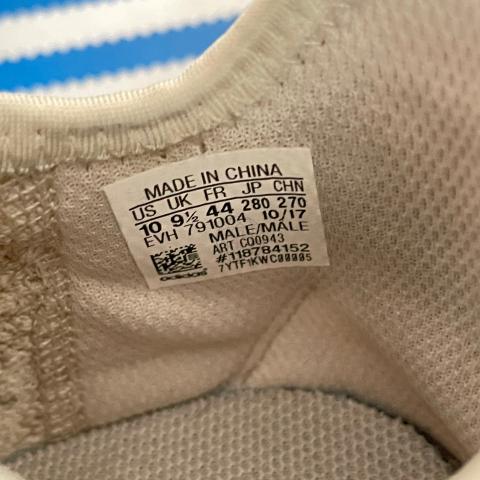 MADE IN CHINA
US UK FR JP CHN
10 9½ 44 280 270
EVH 791004 10/17
MALE/MALE
ART CQ0943
#118784152
7YTF1KWC00005
adidas